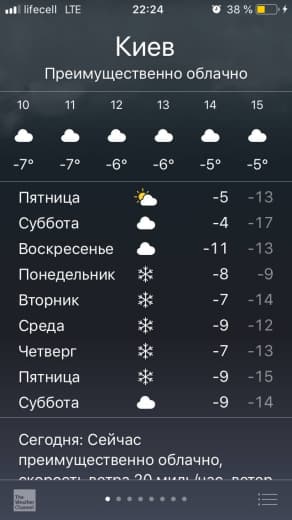 lifecell LTE 22:24 38 %
Киев
Преимущественно облачно
10 11 12 13 14 15
-7° -7° -6° -6° -5° -5°
Пятница -5 -13
Суббота -4 -17
Воскресенье -11 -13
Понедельник -8 -9
Вторник -7 -14
Среда -9 -12
Четверг -7 -13
Пятница -9 -15
Суббота -9 -14
Сегодня: Сейчас
преимущественно облачно,
скорость ветра 20 миль/час, ветер
The Weather Channel